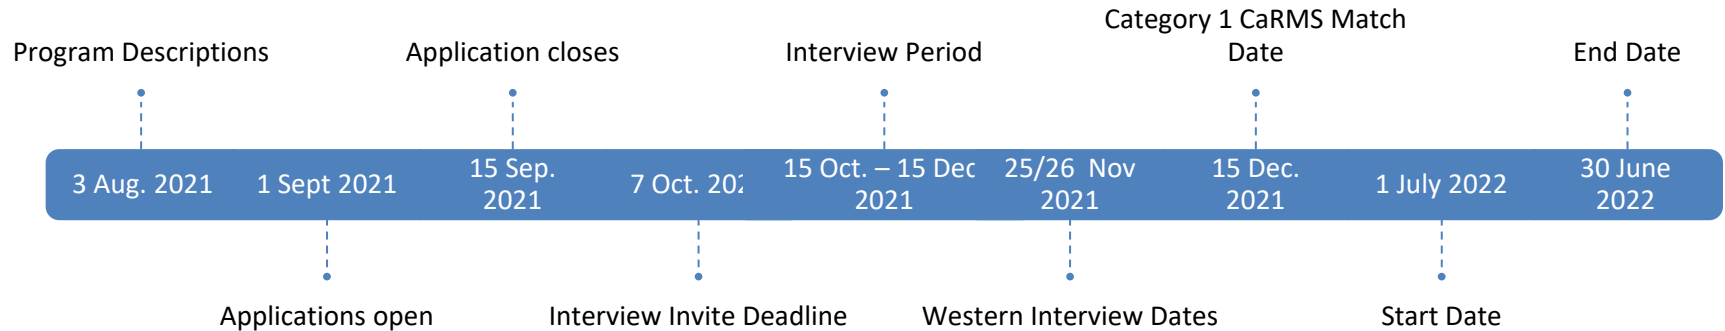 Category 1 CaRMS Match
Program Descriptions
Application closes
Interview Period
Date
End Date
3 Aug. 2021
1 Sept 2021
15 Sep.
2021
7 Oct. 202
15 Oct. – 15 Dec
2021
25/26 Nov
2021
15 Dec.
2021
1 July 2022
30 June
2022
Applications open
Interview Invite Deadline
Western Interview Dates
Start Date